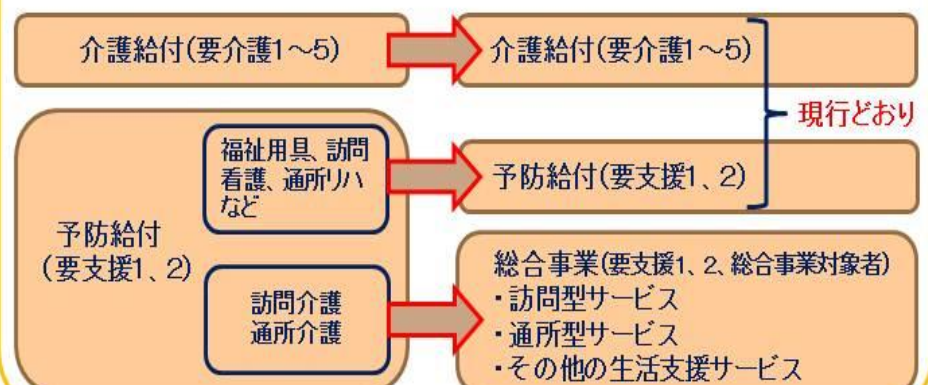 介護給付(要介護1～5)
介護給付(要介護1～5)
現行どおり
予防給付
(要支援1、2)
福祉用具、訪問
看護、通所リハ
など
予防給付(要支援1、2)
訪問介護
通所介護
総合事業(要支援1、2、総合事業対象者)
・訪問型サービス
・通所型サービス
・その他の生活支援サービス